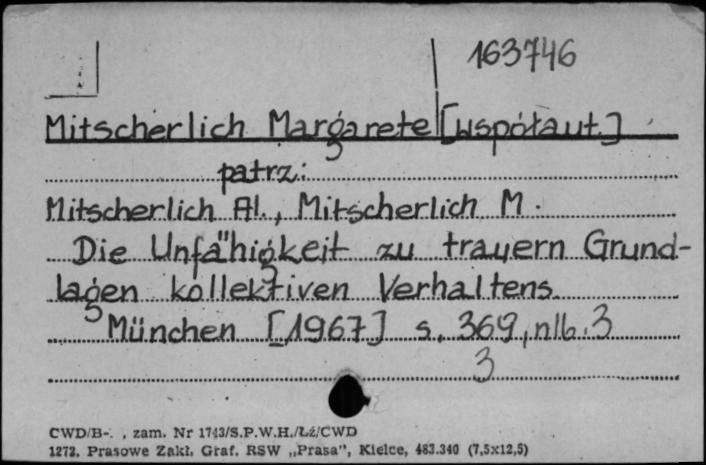 163746
Mitscherlich Margarete [współaut.]
patrz:
Mitscherlich Al., Mitscherlich M.
Die Unfähigkeit zu trauern Grund-
lagen kollektiven Verhaltens
München [1967] s. 369, nlb. 3
3
CWD/B-. , zam. Nr 1743/S.P.W.H./Łź/CWD
1272. Prasowe Zakł. Graf. RSW „Prasa”, Kielce, 483.340 (7,5x12,5)